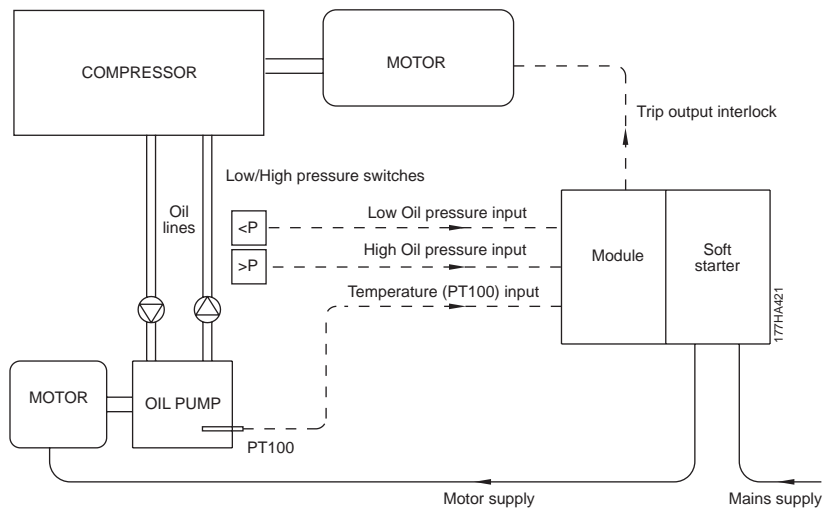 COMPRESSOR
MOTOR
Trip output interlock
Low/High pressure switches
Oil
lines
<P
Low Oil pressure input
>P
High Oil pressure input
Module
Soft
starter
Temperature (PT100) input
177HA421
MOTOR
OIL PUMP
PT100
Motor supply
Mains supply